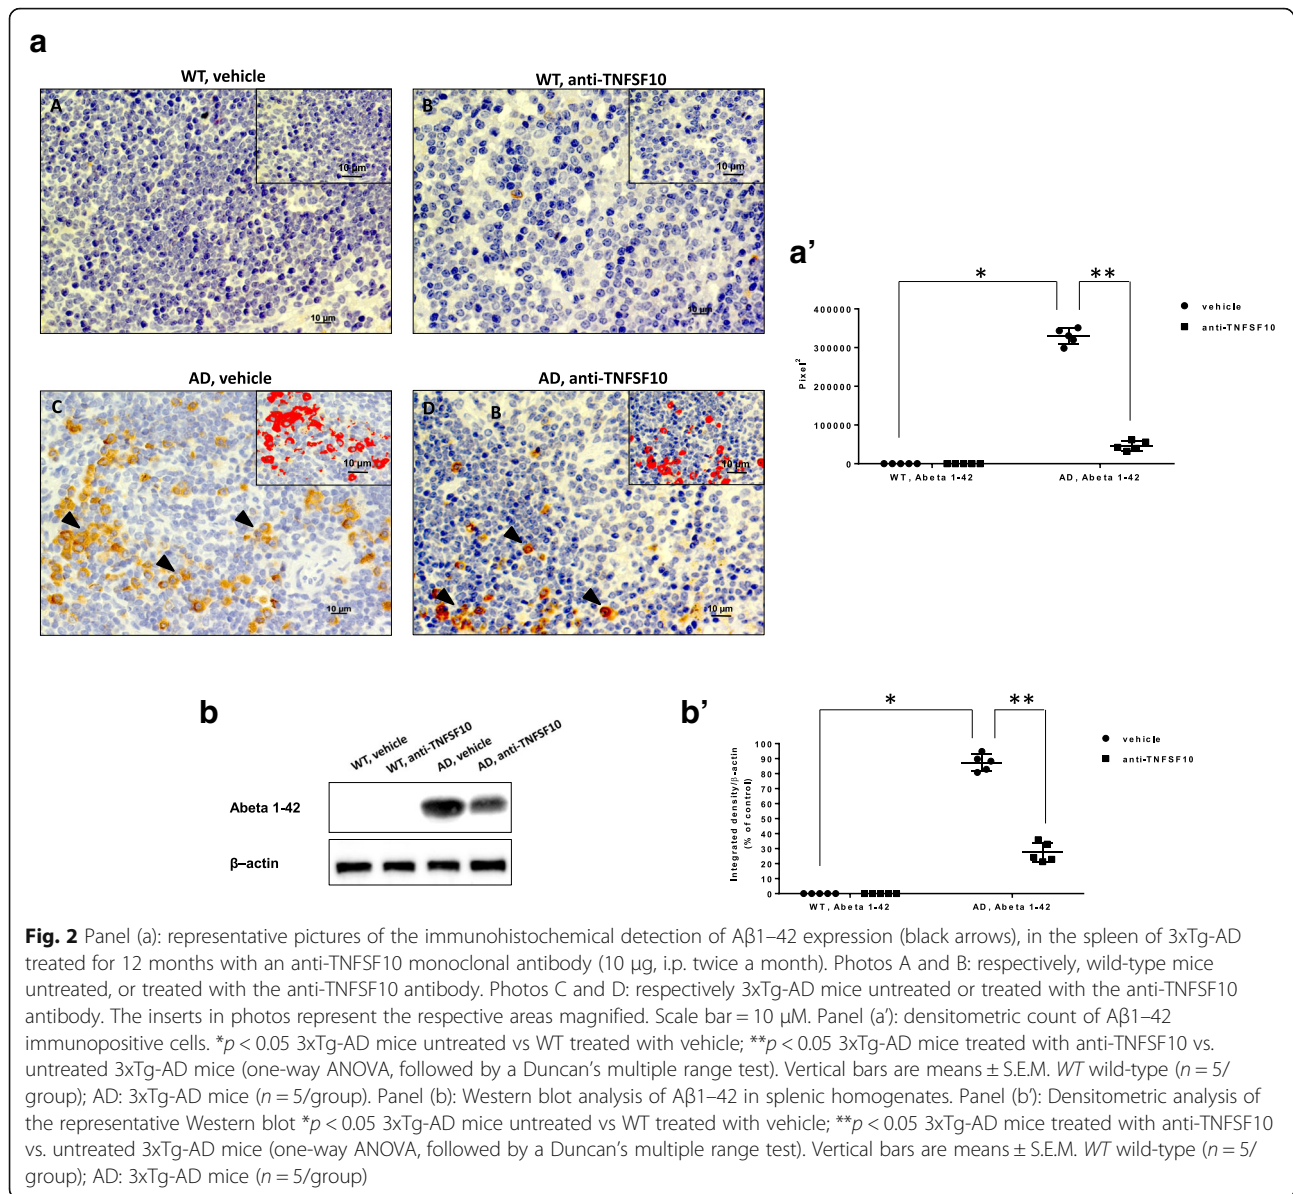 a
WT, vehicle
WT, anti-TNFSF10
A
10 µm
10 µm
B
10 µm
10 µm
AD, vehicle
AD, anti-TNFSF10
C
10 µm
10 µm
D
B
10 µm
10 µm
a’
*
**
400000
300000
200000
100000
0
Pixel²
WT, Abeta 1-42
AD, Abeta 1-42
vehicle
anti-TNFSF10
b
WT, vehicle
WT, anti-TNFSF10
AD, vehicle
AD, anti-TNFSF10
Abeta 1-42
β–actin
b’
*
**
100
90
80
70
60
50
40
30
20
10
0
Integrated density/β-actin
(% of control)
WT, Abeta 1-42
AD, Abeta 1-42
vehicle
anti-TNFSF10
Fig. 2 Panel (a): representative pictures of the immunohistochemical detection of Aβ1–42 expression (black arrows), in the spleen of 3xTg-AD
treated for 12 months with an anti-TNFSF10 monoclonal antibody (10 µg, i.p. twice a month). Photos A and B: respectively, wild-type mice
untreated, or treated with the anti-TNFSF10 antibody. Photos C and D: respectively 3xTg-AD mice untreated or treated with the anti-TNFSF10
antibody. The inserts in photos represent the respective areas magnified. Scale bar = 10 µM. Panel (a’): densitometric count of Aβ1–42
immunopositive cells. *p < 0.05 3xTg-AD mice untreated vs WT treated with vehicle; **p < 0.05 3xTg-AD mice treated with anti-TNFSF10 vs.
untreated 3xTg-AD mice (one-way ANOVA, followed by a Duncan’s multiple range test). Vertical bars are means ± S.E.M. WT wild-type (n = 5/
group); AD: 3xTg-AD mice (n = 5/group). Panel (b): Western blot analysis of Aβ1–42 in splenic homogenates. Panel (b’): Densitometric analysis of
the representative Western blot *p < 0.05 3xTg-AD mice untreated vs WT treated with vehicle; **p < 0.05 3xTg-AD mice treated with anti-TNFSF10
vs. untreated 3xTg-AD mice (one-way ANOVA, followed by a Duncan’s multiple range test). Vertical bars are means ± S.E.M. WT wild-type (n = 5/
group); AD: 3xTg-AD mice (n = 5/group)